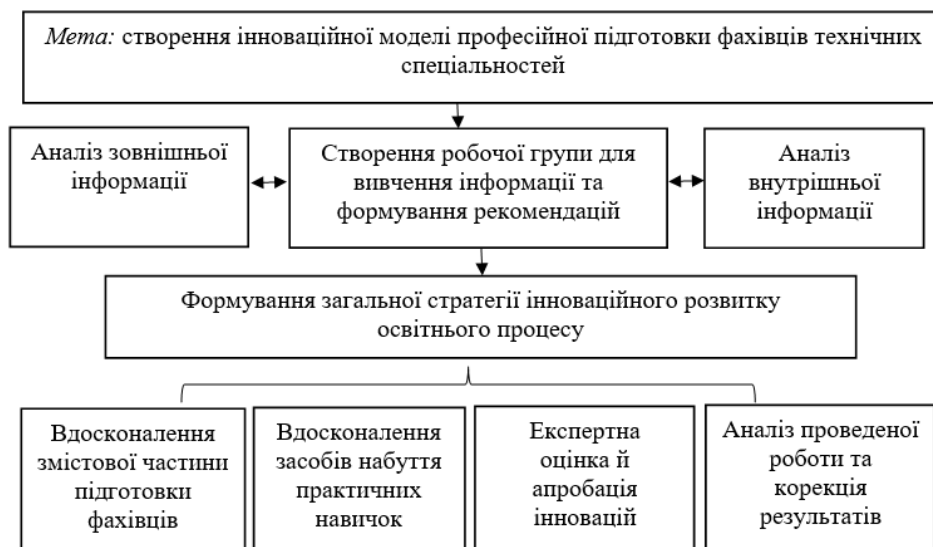 Мета: створення інноваційної моделі професійної підготовки фахівців технічних
спеціальностей
Аналіз зовнішньої
інформації
Створення робочої групи для
вивчення інформації та
формування рекомендацій
Аналіз
внутрішньої
інформації
Формування загальної стратегії інноваційного розвитку
освітнього процесу
Вдосконалення
змістової частини
підготовки
фахівців
Вдосконалення
засобів набуття
практичних
навичок
Експертна
оцінка й
апробація
інновацій
Аналіз проведеної
роботи та
корекція
результатів